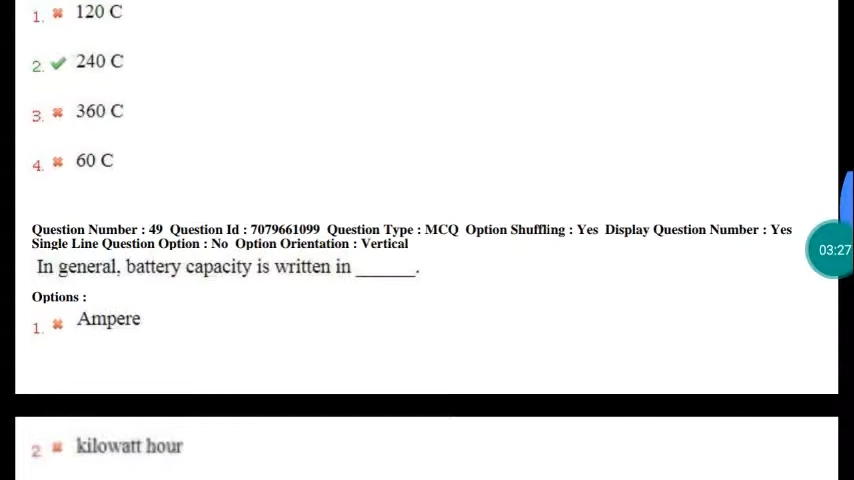 1. 120 C
2. 240 C
3. 360 C
4. 60 C
Question Number : 49 Question Id : 7079661099 Question Type : MCQ Option Shuffling : Yes Display Question Number : Yes
Single Line Question Option : No Option Orientation : Vertical
In general, battery capacity is written in ______.
03:27
Options :
1. Ampere
2 kilowatt hour